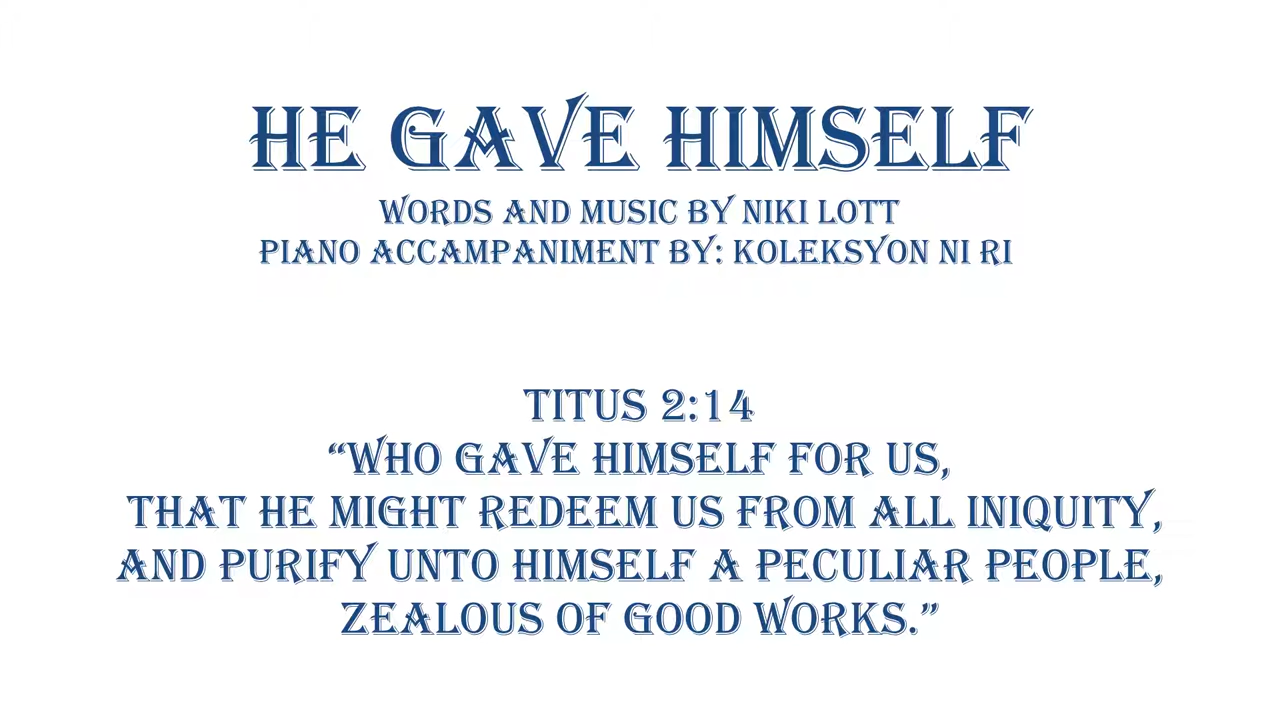 HE GAVE HIMSELF
WORDS AND MUSIC BY NIKI LOTT
PIANO ACCAMPANIMENT BY: KOLEKSYON NI RI
TITUS 2:14
“WHO GAVE HIMSELF FOR US,
THAT HE MIGHT REDEEM US FROM ALL INIQUITY,
AND PURIFY UNTO HIMSELF A PECULIAR PEOPLE,
ZEALOUS OF GOOD WORKS.”